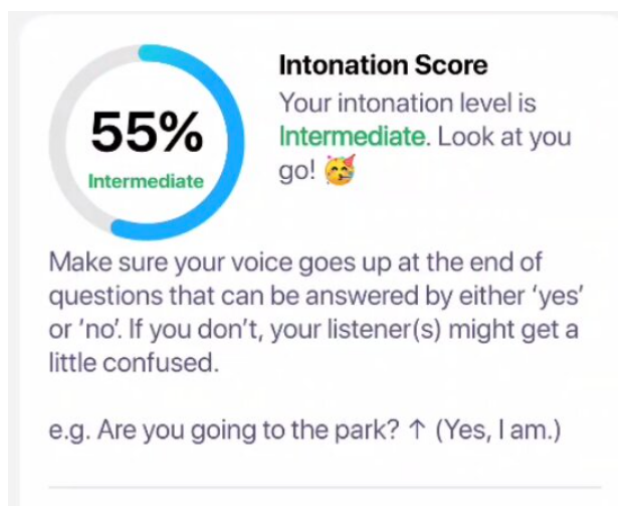 55%
Intermediate
Intonation Score
Your intonation level is
Intermediate. Look at you
go! 🥳
Make sure your voice goes up at the end of
questions that can be answered by either ‘yes’
or ‘no’. If you don’t, your listener(s) might get a
little confused.
e.g. Are you going to the park? ↑ (Yes, I am.)